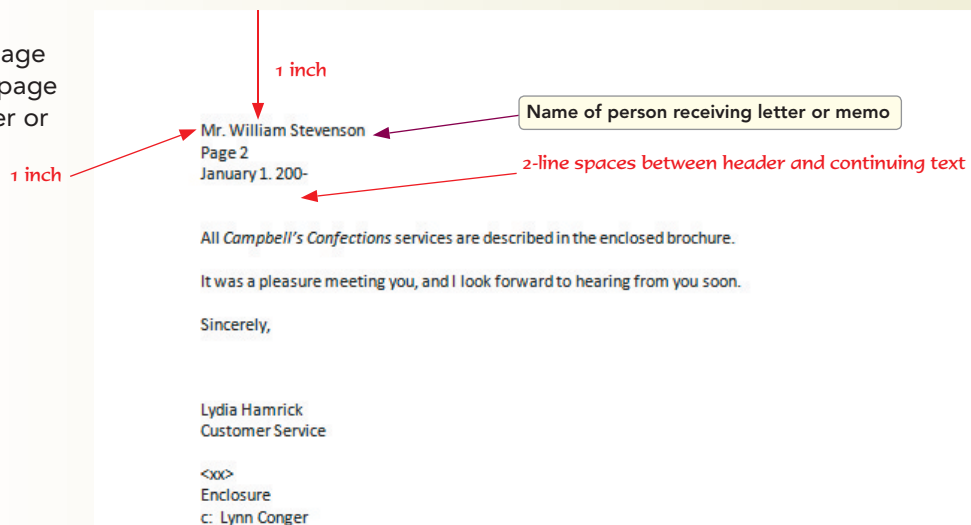 age
page
er or
1 inch
Name of person receiving letter or memo
Mr. William Stevenson
Page 2
1 inch
2-line spaces between header and continuing text
January 1. 200-
All Campbell's Confections services are described in the enclosed brochure.
It was a pleasure meeting you, and I look forward to hearing from you soon.
Sincerely,
Lydia Hamrick
Customer Service
<xx>
Enclosure
c: Lynn Conger